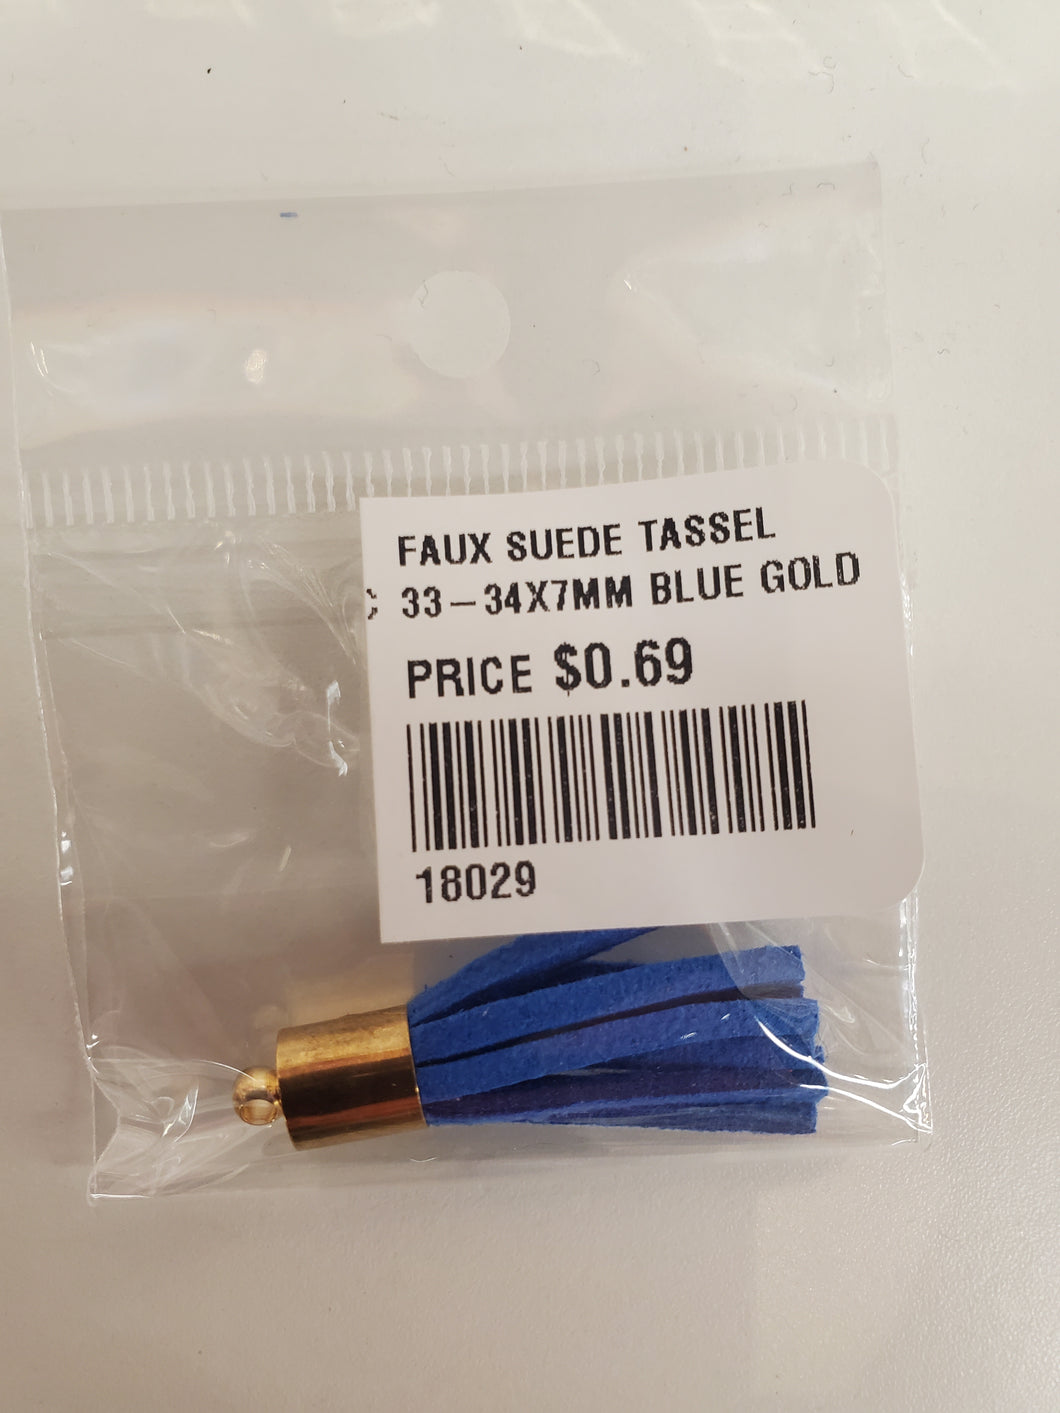 FAUX SUEDE TASSEL
33-34X7MM BLUE GOLD
PRICE $0.69
18029